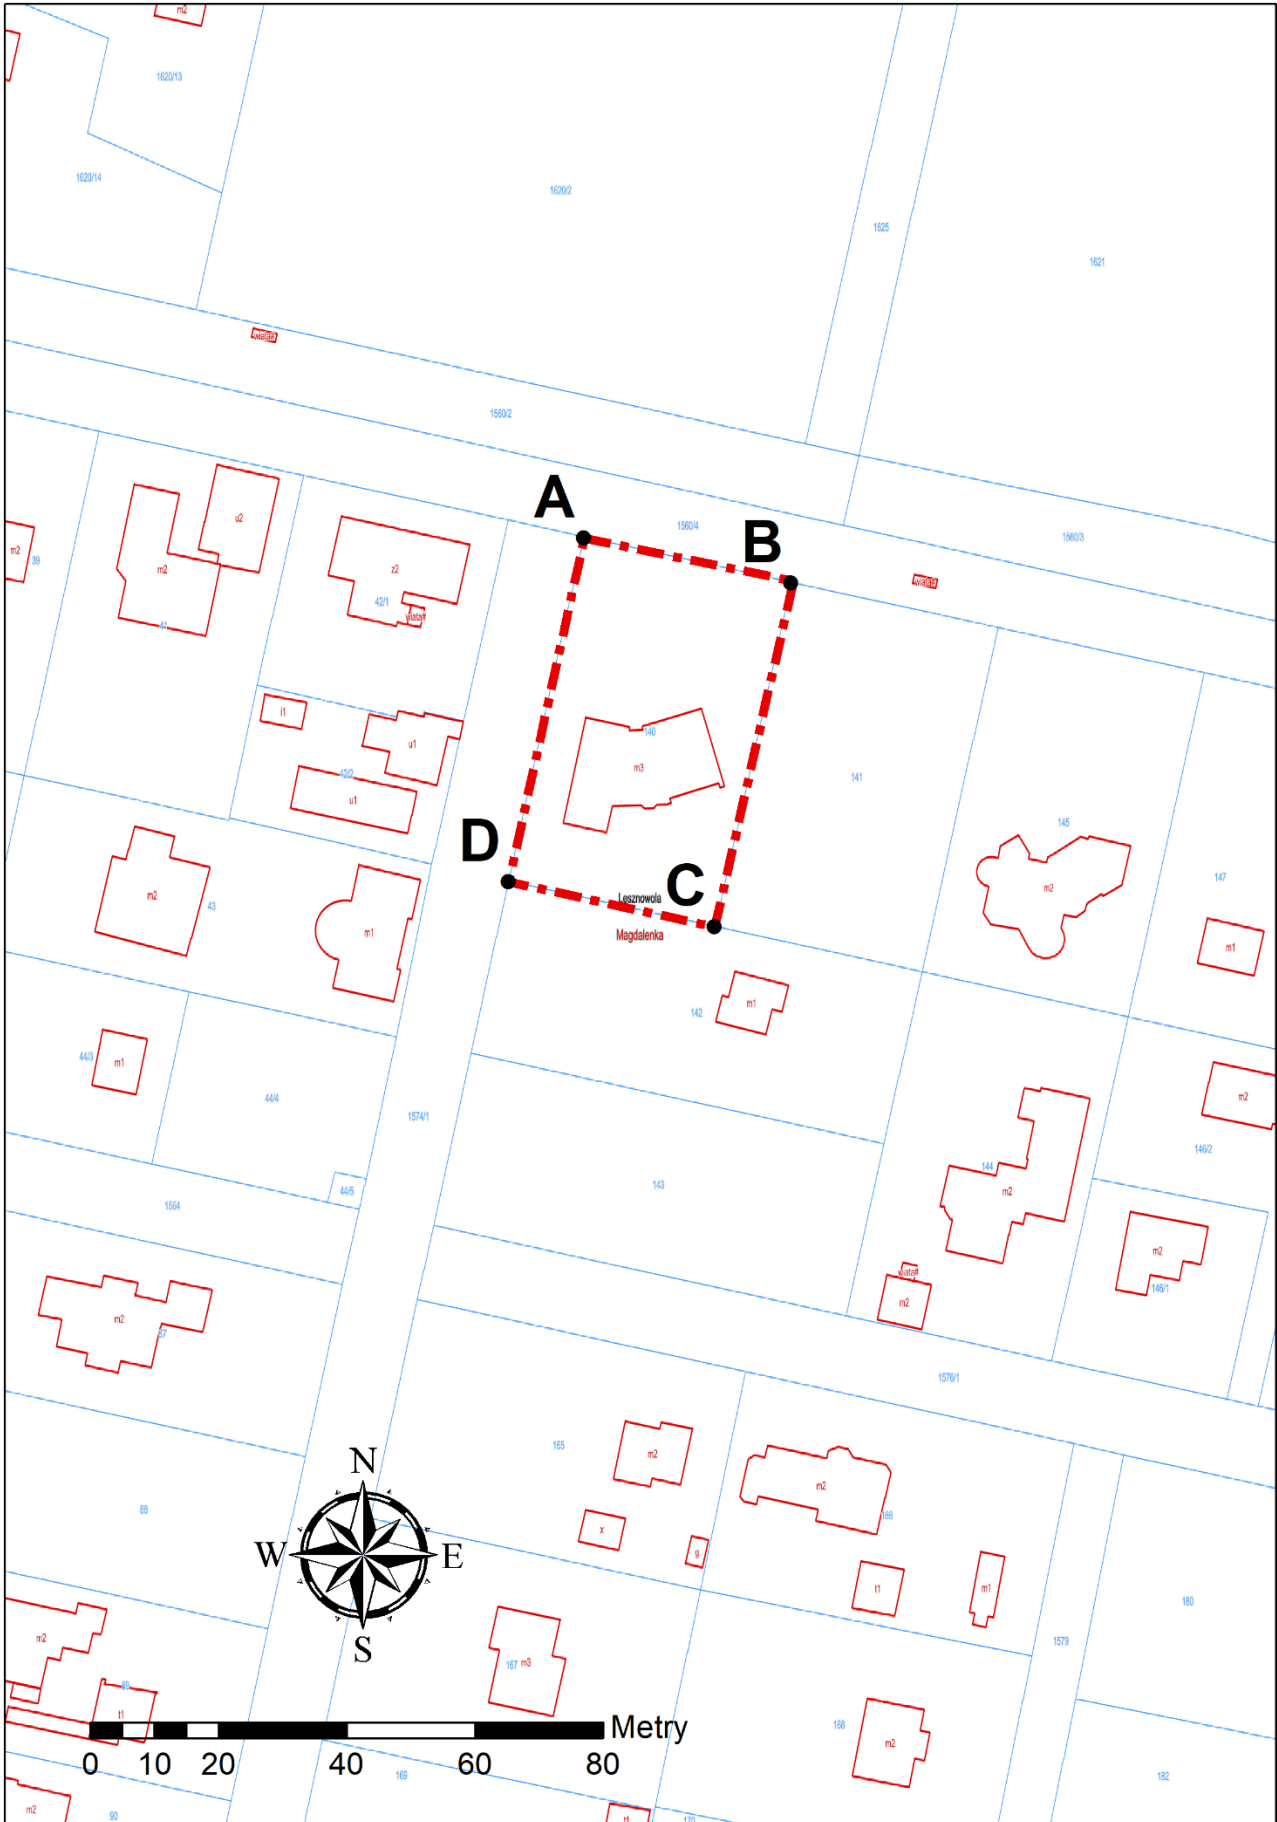 m2
1620/13
1620/14
1620/2
1625
1621
wiata#
1560/2
A
1560/4
B
1560/3
wiata#
m2
39
m2
u2
41
z2
42/1
wiata#
i1
u1
42/2
u1
140
m3
141
145
m2
147
m1
D
C
Lesznowola
Magdalenka
m2
43
m1
142
m1
44/3
m1
44/4
1574/1
44/5
143
144
m2
m2
146/2
1564
wiata#
m2
m2
146/1
m2
87
1576/1
88
165
m2
x
g
m2
166
t1
m1
180
1579
N
W
E
S
m2
89
t1
167
m3
168
m2
182
Metry
0 10 20 40 80
169
m2
90
t1
170